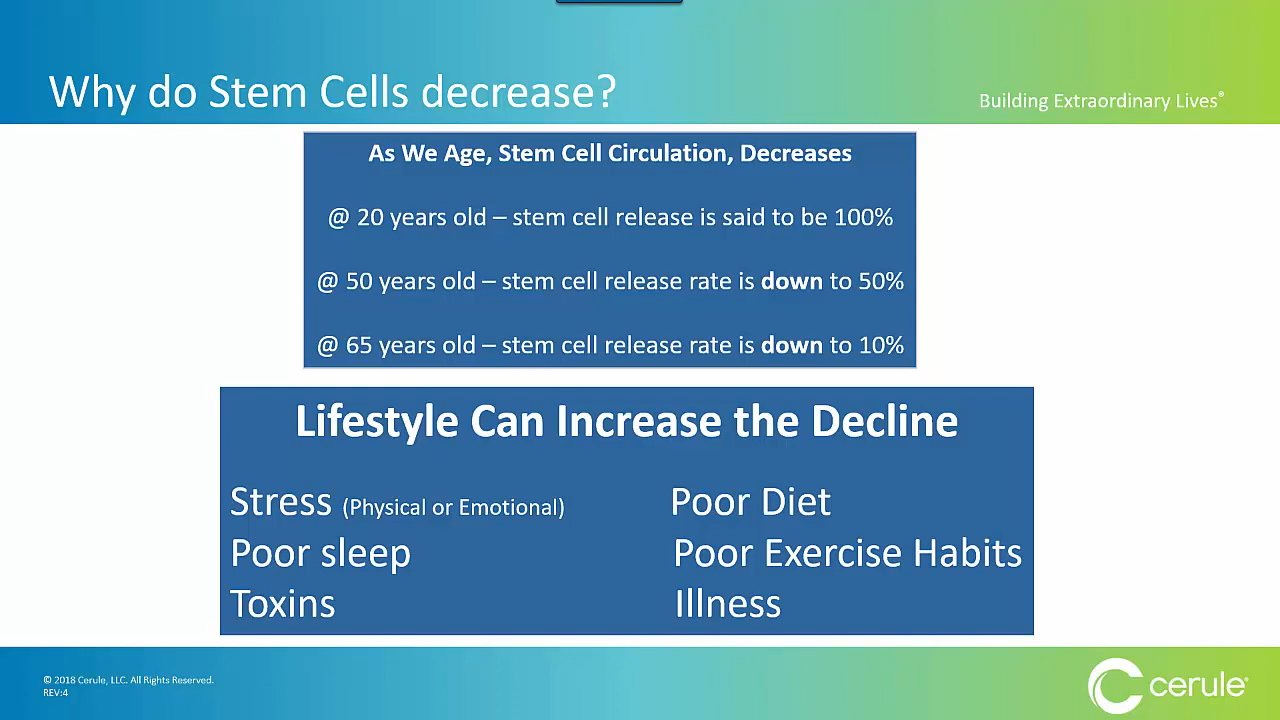 Why do Stem Cells decrease?
Building Extraordinary Lives®
As We Age, Stem Cell Circulation, Decreases
@ 20 years old – stem cell release is said to be 100%
@ 50 years old – stem cell release rate is down to 50%
@ 65 years old – stem cell release rate is down to 10%
Lifestyle Can Increase the Decline
Stress (Physical or Emotional) Poor Diet
Poor sleep Poor Exercise Habits
Toxins Illness
© 2018 Cerule, LLC. All Rights Reserved.
REV:4
cerule®